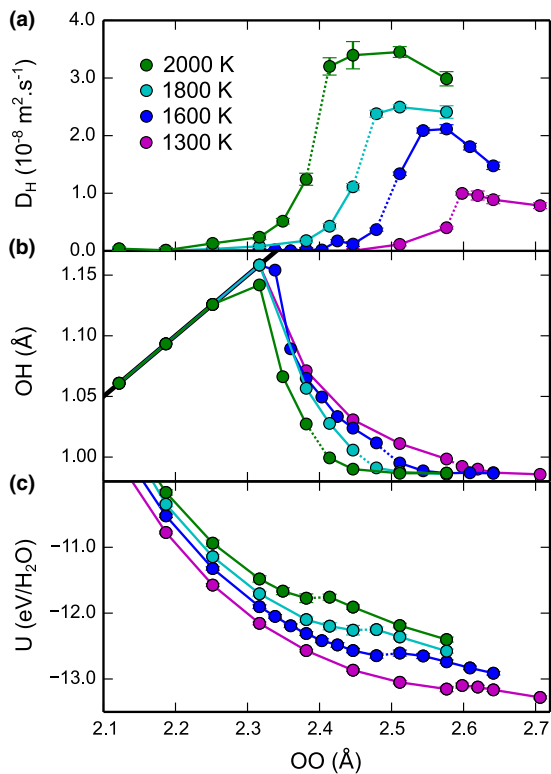 (a)
4.0
3.0
2.0
1.0
0.0
D_H (10^-8 m^2.s^-1)
2000 K
1800 K
1600 K
1300 K
(b)
1.15
1.10
1.05
1.00
OH (Å)
(c)
−11.0
−12.0
−13.0
U (eV/H₂O)
2.1 2.2 2.3 2.4 2.5 2.6 2.7
OO (Å)